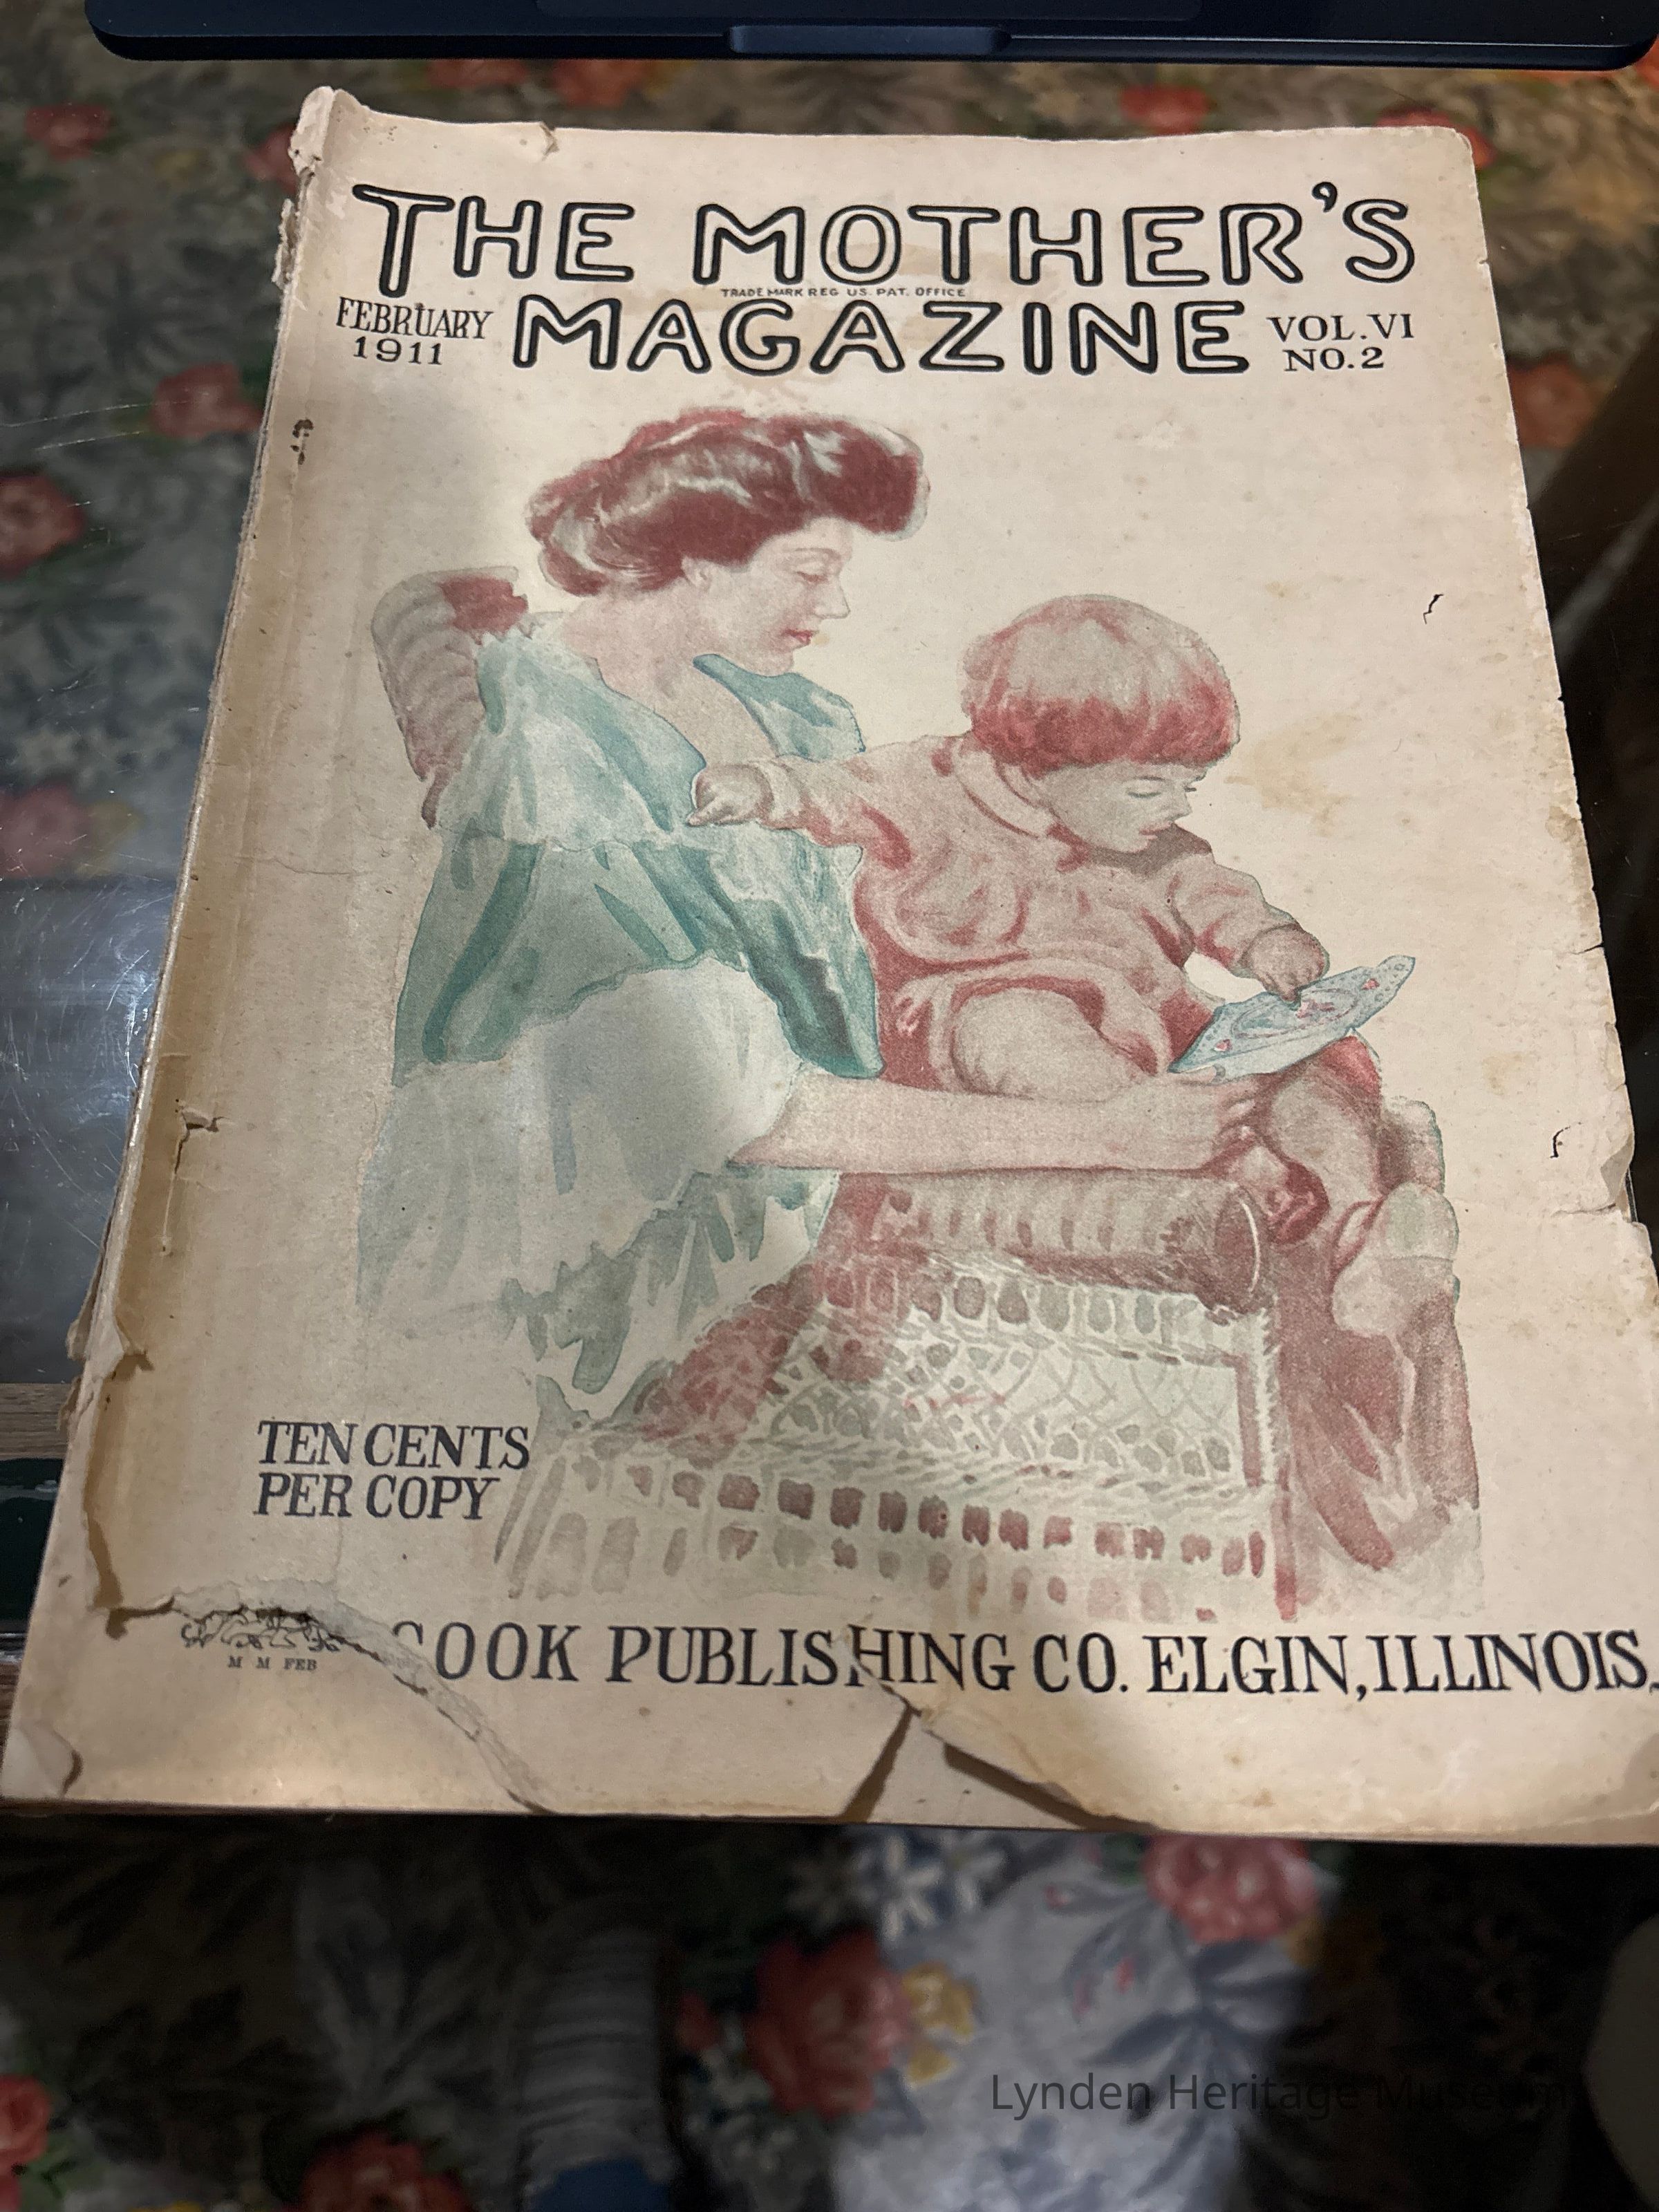 THE MOTHER'S
TRADE MARK REG. US. PAT. OFFICE
FEBRUARY
1911
MAGAZINE
VOL. VI
NO. 2
TEN CENTS
PER COPY
M M FEB
COOK PUBLISHING CO. ELGIN, ILLINOIS.
Lynden Heritage Museum